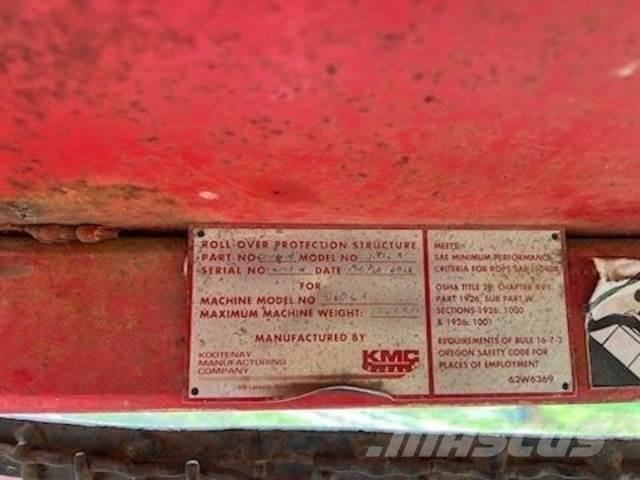 ROLL-OVER PROTECTION STRUCTURE
PART NO MODEL NO
SERIAL NO DATE
FOR
MACHINE MODEL NO
MAXIMUM MACHINE WEIGHT:
MANUFACTURED BY
KOOTENAY
MANUFACTURING
COMPANY
KMC
MEETS:
SAE MINIMUM PERFORMANCE
CRITERIA FOR ROPS SAE
OSHA TITLE 29, CHAPTER XVII,
PART 1926, SUB PART W,
SECTIONS-1926. 1000
& 1926. 1001
REQUIREMENTS OF RULE 16-7-3
OREGON SAFETY CODE FOR
PLACES OF EMPLOYMENT
62W6369
MASCUS